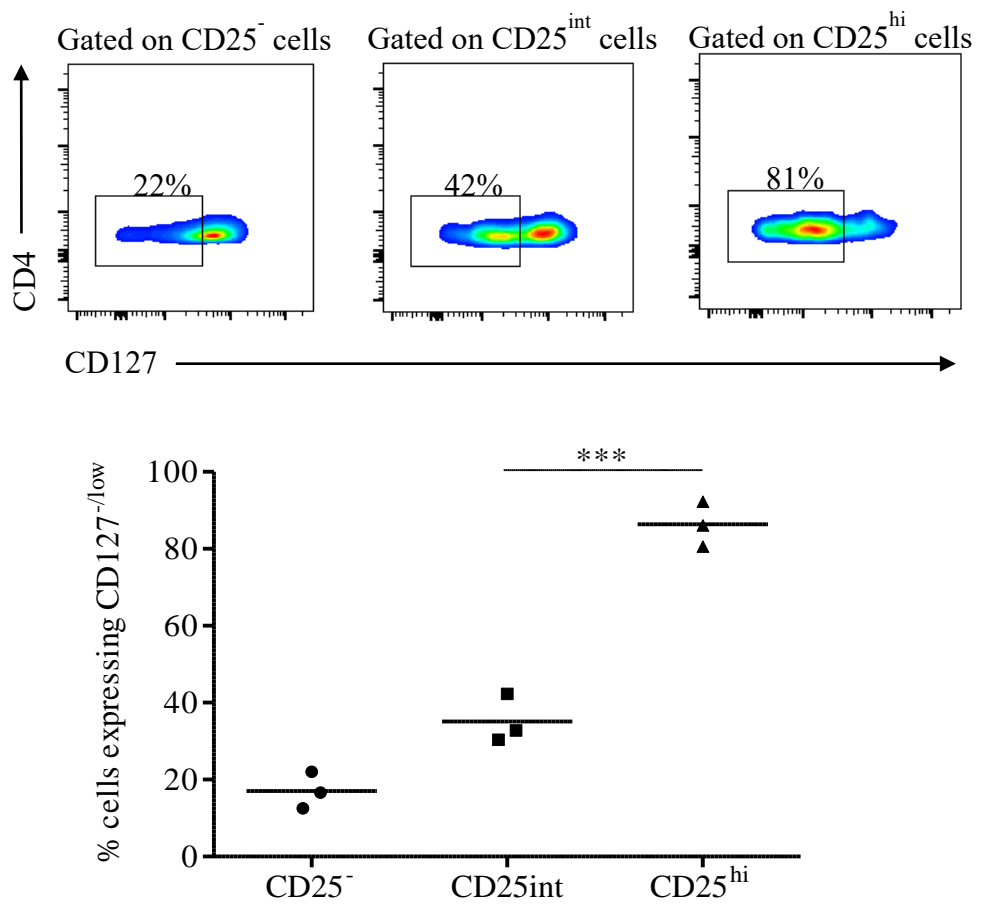 Gated on CD25⁻ cells
Gated on CD25ⁱⁿᵗ cells
Gated on CD25ʰⁱ cells
22%
42%
81%
CD4
CD127
***
% cells expressing CD127⁻/ˡᵒʷ
100
80
60
40
20
0
CD25⁻
CD25int
CD25ʰⁱ